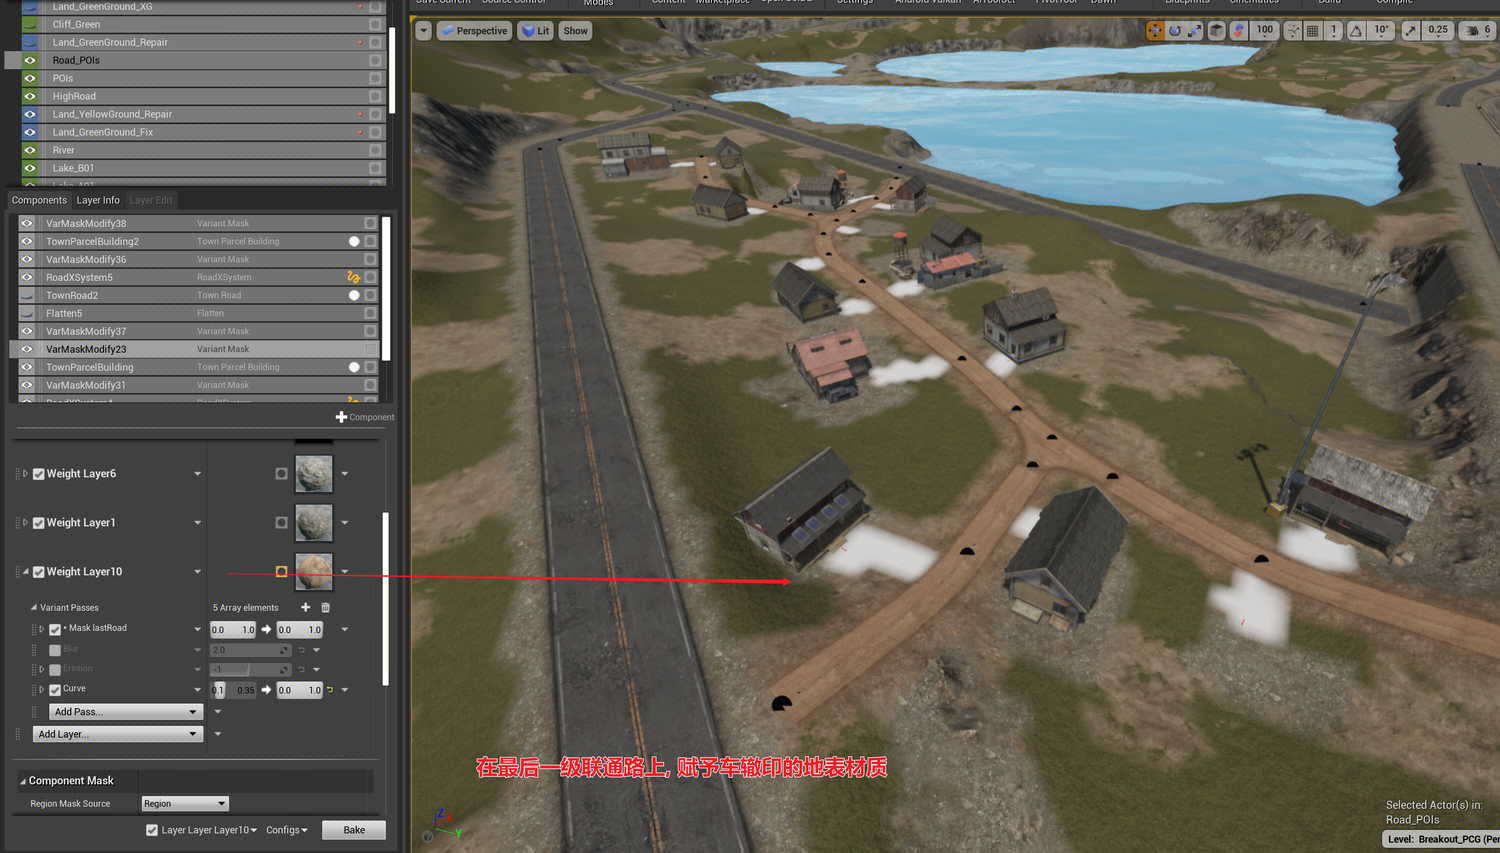 Save Current
Source Control
Modes
Content
Marketplace
Settings
Android Vulkan
PivotTool
Dawn
Blueprints
Cinematics
Build
Compile
Land_GreenGround_XG
Cliff_Green
Land_GreenGround_Repair
Road_POIs
POIs
HighRoad
Land_YellowGround_Repair
Land_GreenGround_Fix
River
Lake_B01
Perspective
Lit
Show
100
1
10°
0.25
6
Components
Layer Info
Layer Edit
VarMaskModify38 Variant Mask
TownParcelBuilding2 Town Parcel Building
VarMaskModify36 Variant Mask
RoadXSystem5 RoadXSystem
TownRoad2 Town Road
Flatten5 Flatten
VarMaskModify37 Variant Mask
VarMaskModify23 Variant Mask
TownParcelBuilding Town Parcel Building
VarMaskModify31 Variant Mask
Component
Weight Layer6
Weight Layer1
Weight Layer10
Variant Passes 5 Array elements
• Mask lastRoad 0.0 1.0 0.0 1.0
Blur 2.0
Erosion -1
Curve 0.1 0.35 0.0 1.0
Add Pass...
Add Layer...
Component Mask
Region Mask Source Region
Layer Layer Layer10 Configs Bake
在最后一级联通路上, 赋予车辙印的地表材质
Z
X
Y
Selected Actor(s) in:
Road_POIs
Level: Breakout_PCG (Per